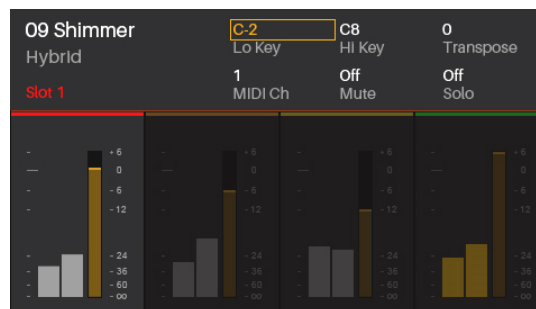 09 Shimmer
Hybrid
Slot 1
C-2 C8 0
Lo Key Hi Key Transpose
1 Off Off
MIDI Ch Mute Solo
+ 6 + 6 + 6 + 6
0 0 0 0
- 6 - 6 - 6 - 6
- 12 - 12 - 12 - 12
- 24 - 24 - 24 - 24
- 36 - 36 - 36 - 36
- 60 - 60 - 60 - 60
- oo - oo - oo - oo